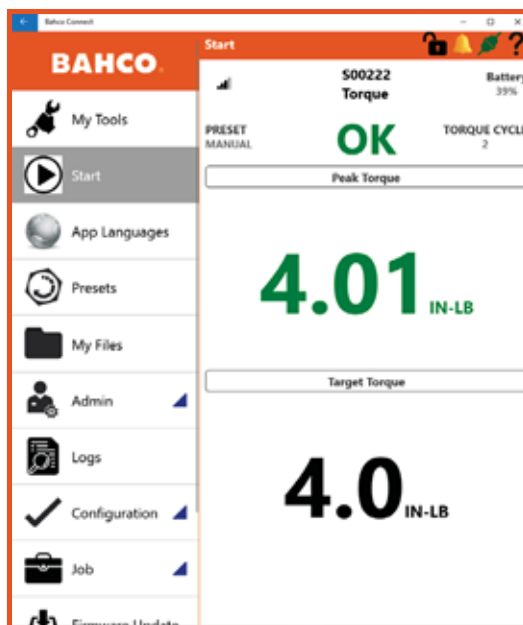 Bahco Connect
BAHCO
My Tools
Start
App Languages
Presets
My Files
Admin
Logs
Configuration
Job
Firmware Update
Start
S00222
Torque
Battery
39%
PRESET
MANUAL
OK
TORQUE CYCLE
2
Peak Torque
4.01 IN-LB
Target Torque
4.0 IN-LB